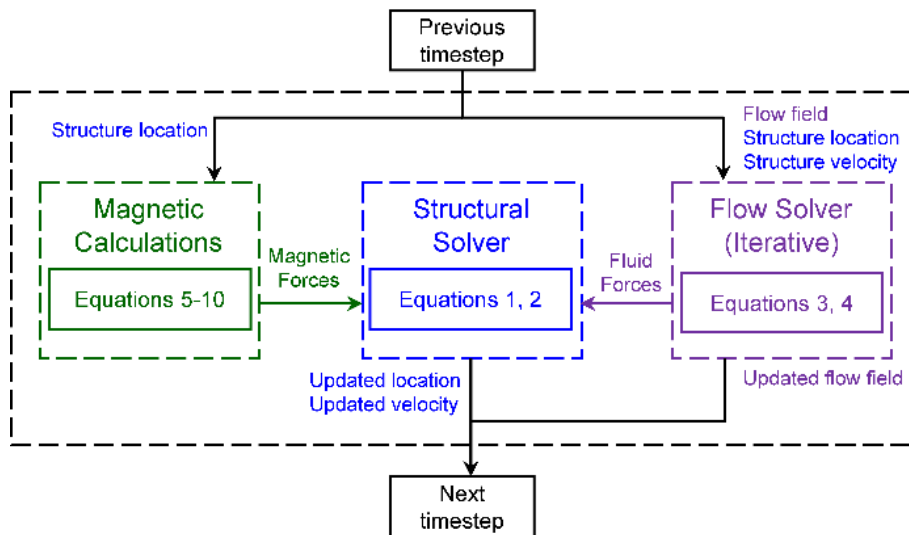 Previous
timestep
Structure location
Flow field
Structure location
Structure velocity
Magnetic
Calculations
Equations 5-10
Magnetic
Forces
Structural
Solver
Equations 1, 2
Fluid
Forces
Flow Solver
(Iterative)
Equations 3, 4
Updated location
Updated velocity
Updated flow field
Next
timestep